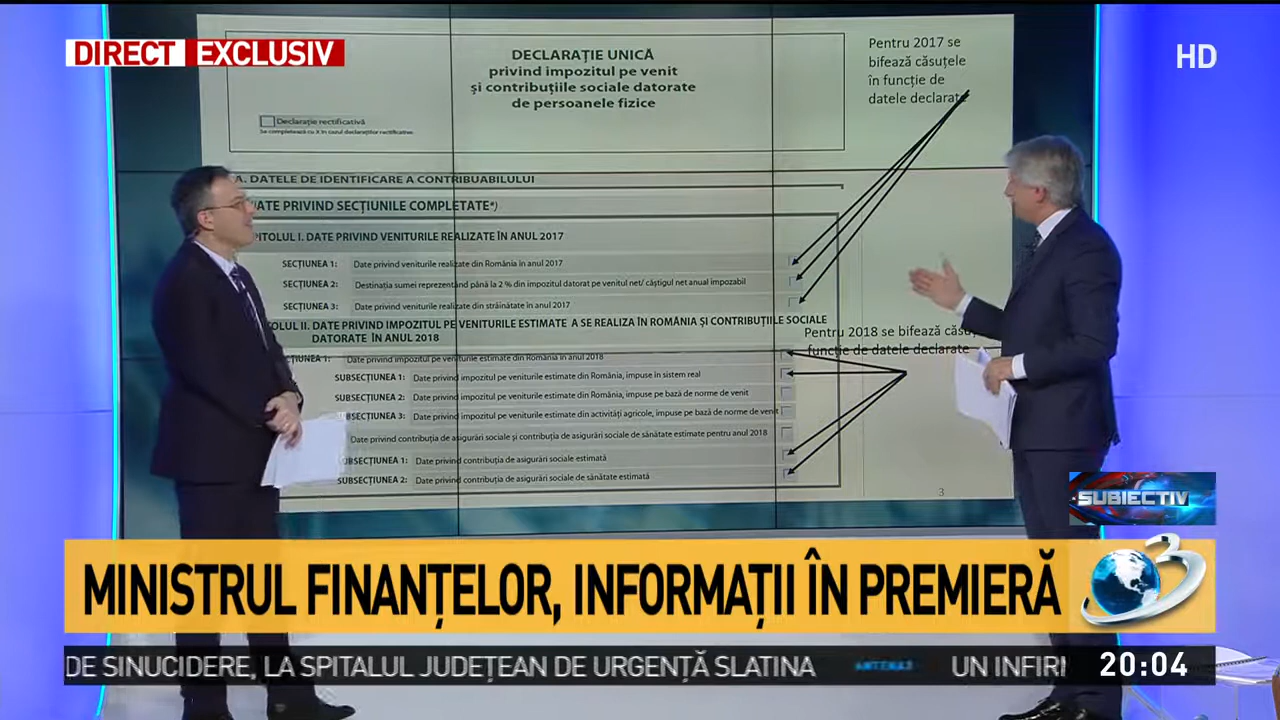 DIRECT EXCLUSIV
HD
DECLARAȚIE UNICĂ
privind impozitul pe venit
și contribuțiile sociale datorate
de persoanele fizice
Declarație rectificativă
Se completează cu X în cazul declarațiilor rectificative
Pentru 2017 se
bifează căsuțele
în funcție de
datele declarate
A. DATELE DE IDENTIFICARE A CONTRIBUABILULUI
DATE PRIVIND SECȚIUNILE COMPLETATE*)
CAPITOLUL I. DATE PRIVIND VENITURILE REALIZATE ÎN ANUL 2017
SECȚIUNEA 1: Date privind veniturile realizate din România în anul 2017
SECȚIUNEA 2: Destinația sumei reprezentând până la 2 % din impozitul datorat pe venitul net/ câștigul net anual impozabil
SECȚIUNEA 3: Date privind veniturile realizate din străinătate în anul 2017
II. DATE PRIVIND IMPOZITUL PE VENITURILE ESTIMATE A SE REALIZA ÎN ROMÂNIA ȘI CONTRIBUȚIILE SOCIALE
DATORATE ÎN ANUL 2018
Pentru 2018 se bifează
funcție de datele declarate
1: Date privind impozitul pe veniturile estimate din România în anul 2018
SUBSECȚIUNEA 1: Date privind impozitul pe veniturile estimate din România, impuse în sistem real
SUBSECȚIUNEA 2: Date privind impozitul pe veniturile estimate din România, impuse pe bază de norme de venit
SUBSECȚIUNEA 3: Date privind impozitul pe veniturile estimate din activități agricole, impuse pe bază de norme de venit
Date privind contribuția de asigurări sociale și contribuția de asigurări sociale de sănătate estimate pentru anul 2018
SUBSECȚIUNEA 1: Date privind contribuția de asigurări sociale estimată
SUBSECȚIUNEA 2: Date privind contribuția de asigurări sociale de sănătate estimată
3
SUBIECTIV
MINISTRUL FINANȚELOR, INFORMAȚII ÎN PREMIERĂ
3
DE SINUCIDERE, LA SPITALUL JUDEȚEAN DE URGENȚĂ SLATINA ANTENA3 UN INFIRM
20:04